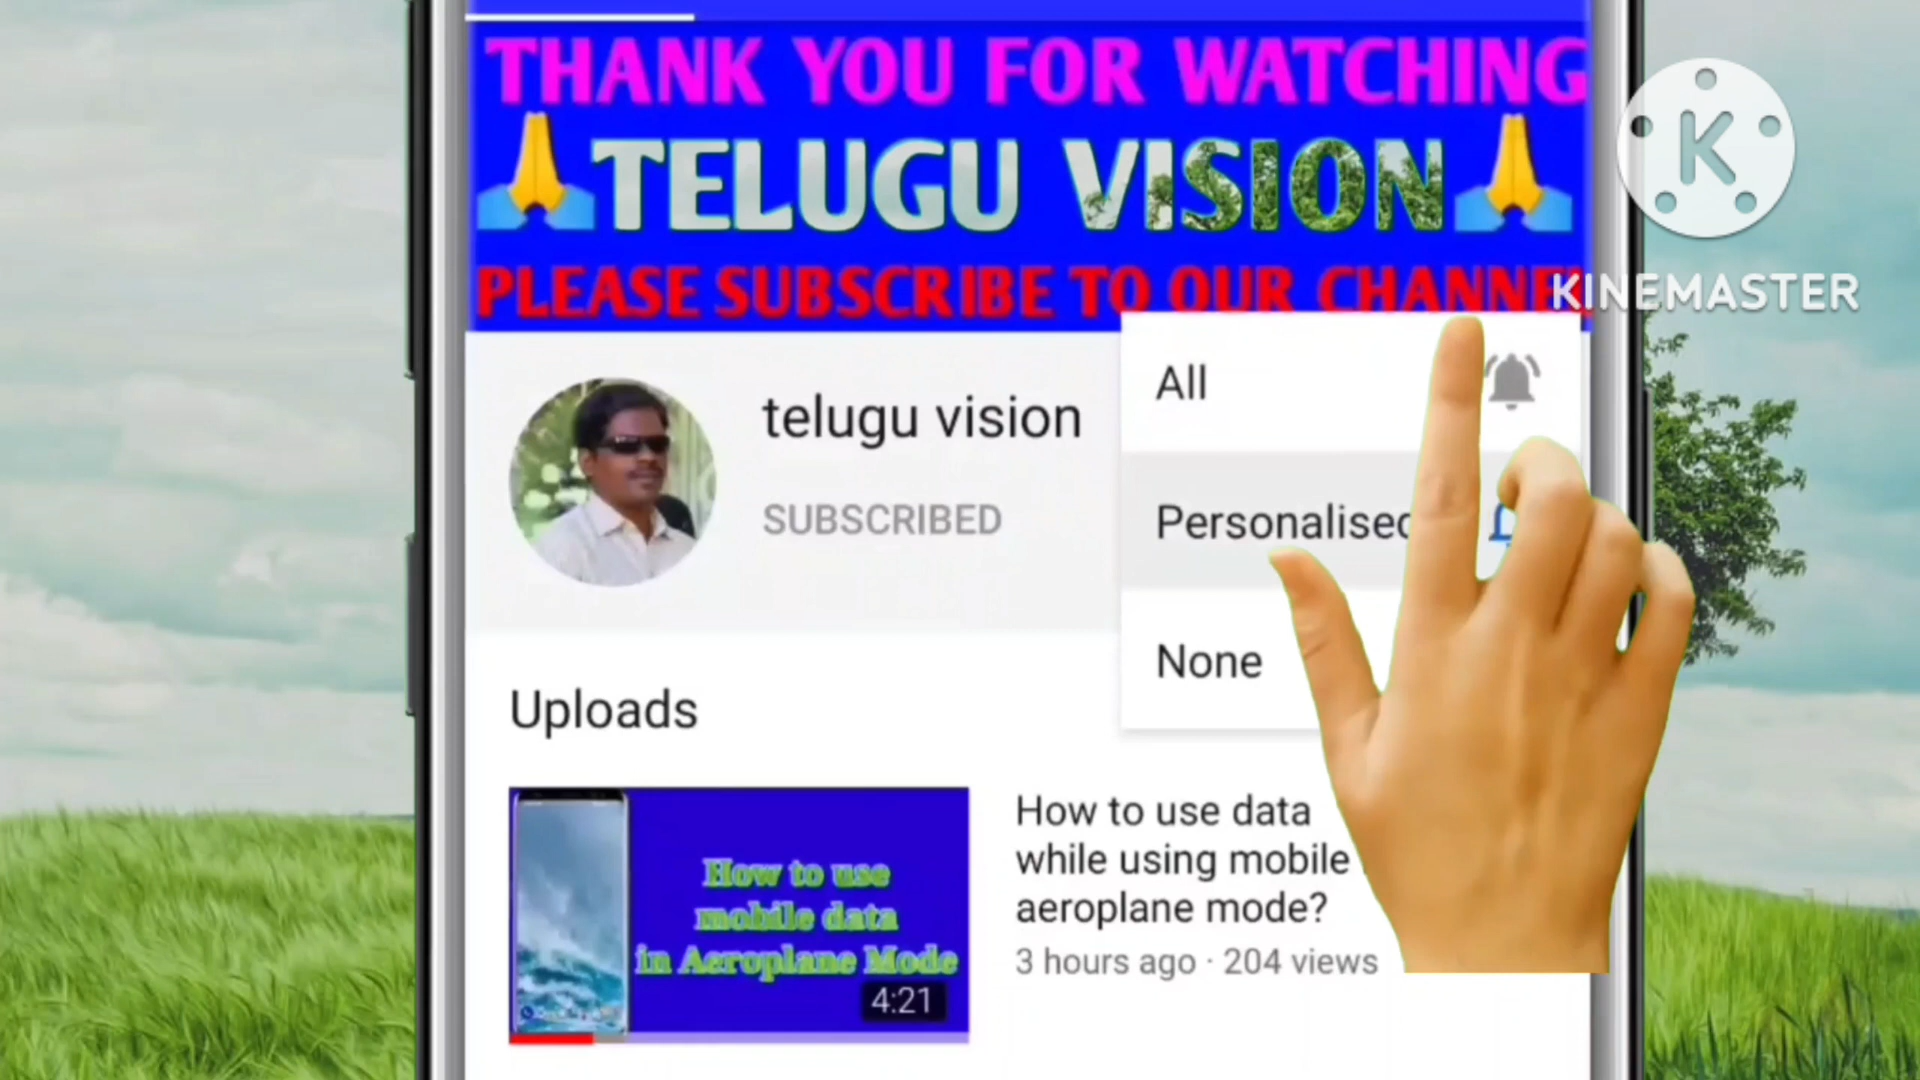 THANK YOU FOR WATCHING
TELUGU VISION
PLEASE SUBSCRIBE TO OUR CHANNEL
K
KINEMASTER
telugu vision
SUBSCRIBED
All
Personalised
None
Uploads
How to use
mobile data
in Aeroplane Mode
4:21
How to use data
while using mobile
aeroplane mode?
3 hours ago · 204 views